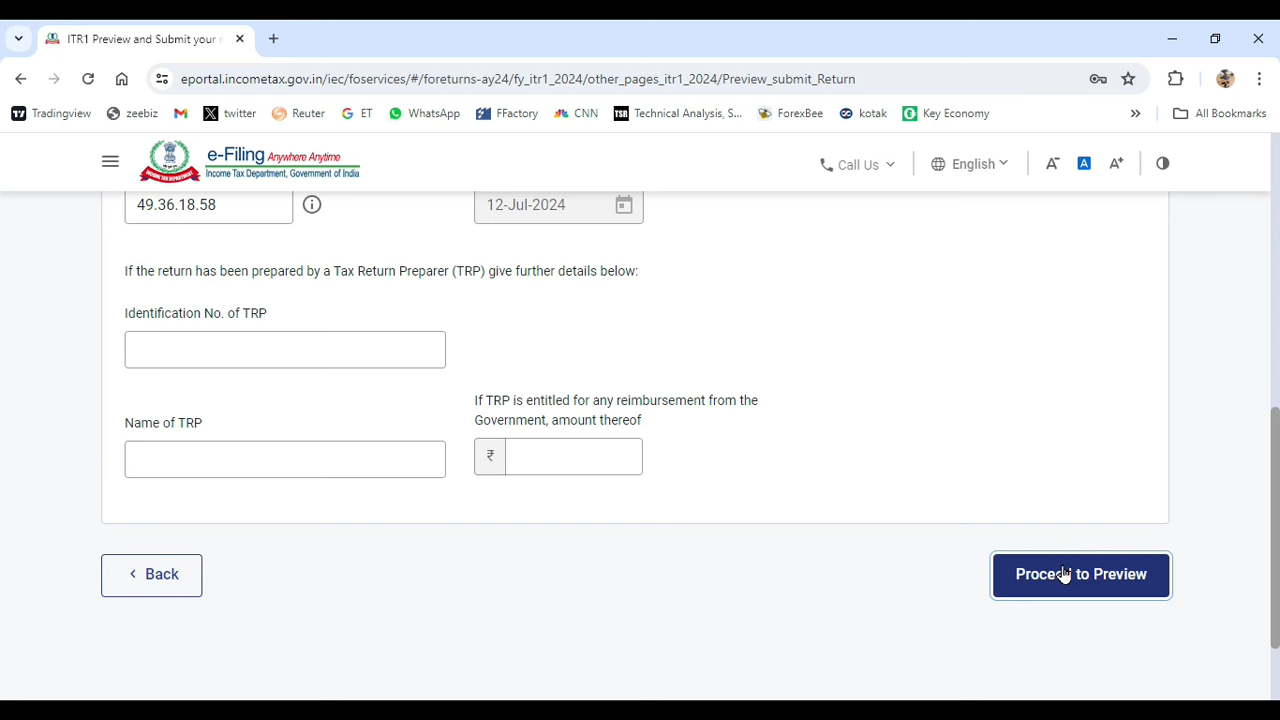 ITR1 Preview and Submit your
eportal.incometax.gov.in/iec/foservices/#/foreturns-ay24/fy_itr1_2024/other_pages_itr1_2024/Preview_submit_Return
Tradingview zeebiz twitter Reuter ET WhatsApp FFactory CNN Technical Analysis, S... ForexBee kotak Key Economy » All Bookmarks
e-Filing Anywhere Anytime
Income Tax Department, Government of India
Call Us English A- A A+
49.36.18.58 12-Jul-2024
If the return has been prepared by a Tax Return Preparer (TRP) give further details below:
Identification No. of TRP
If TRP is entitled for any reimbursement from the
Government, amount thereof
Name of TRP
₹
< Back Proceed to Preview